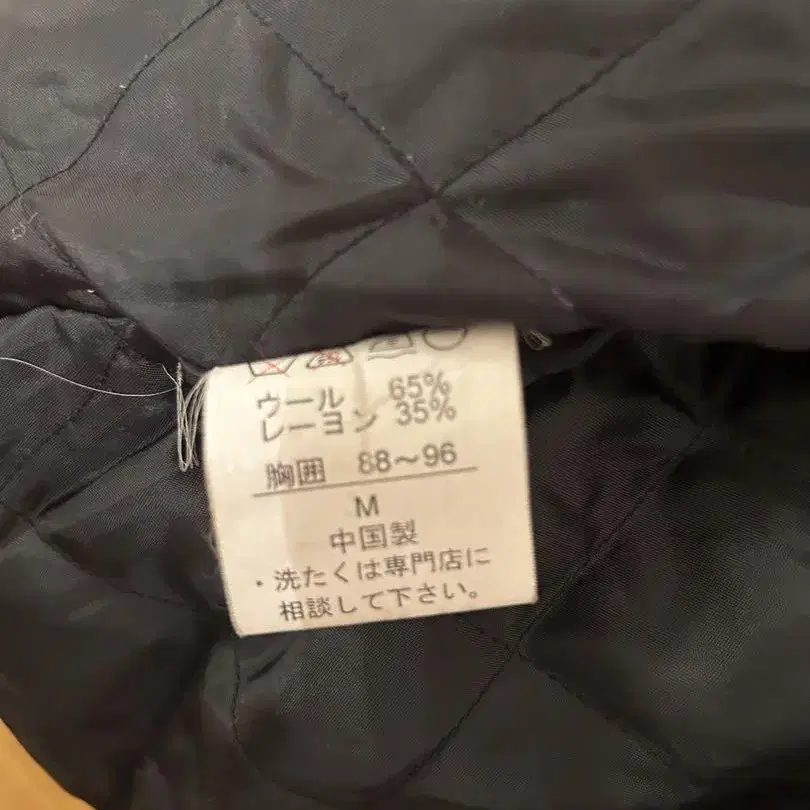 ウール 65%
レーヨン 35%
胸囲 88～96
M
中国製
・洗たくは専門店に
相談して下さい。